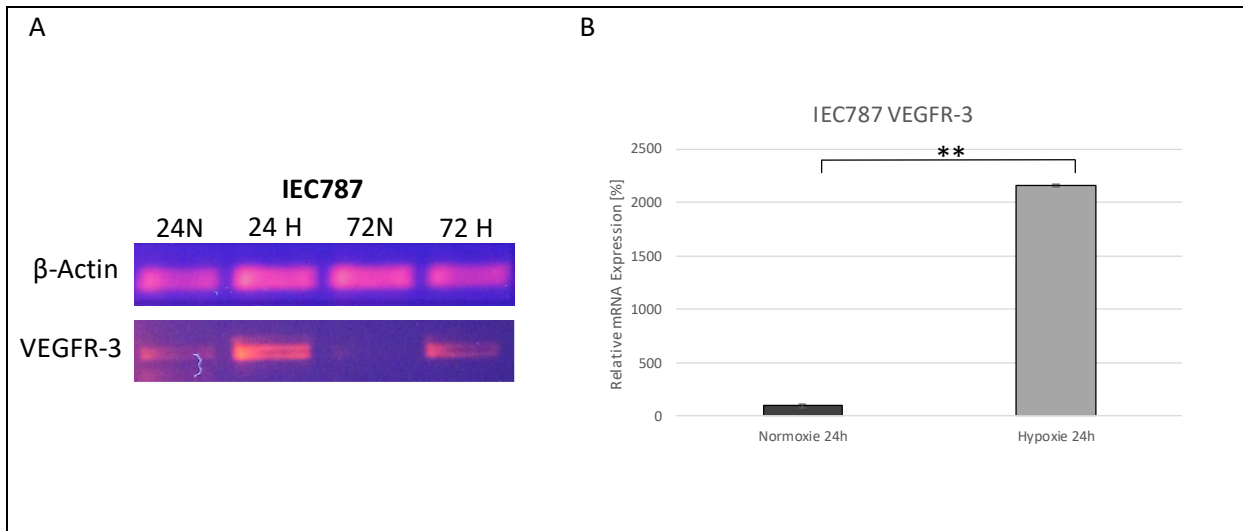 A
IEC787
24N 24 H 72N 72 H
β-Actin
VEGFR-3
B
IEC787 VEGFR-3
**
Relative mRNA Expression [%]
2500
2000
1500
1000
500
0
Normoxie 24h Hypoxie 24h